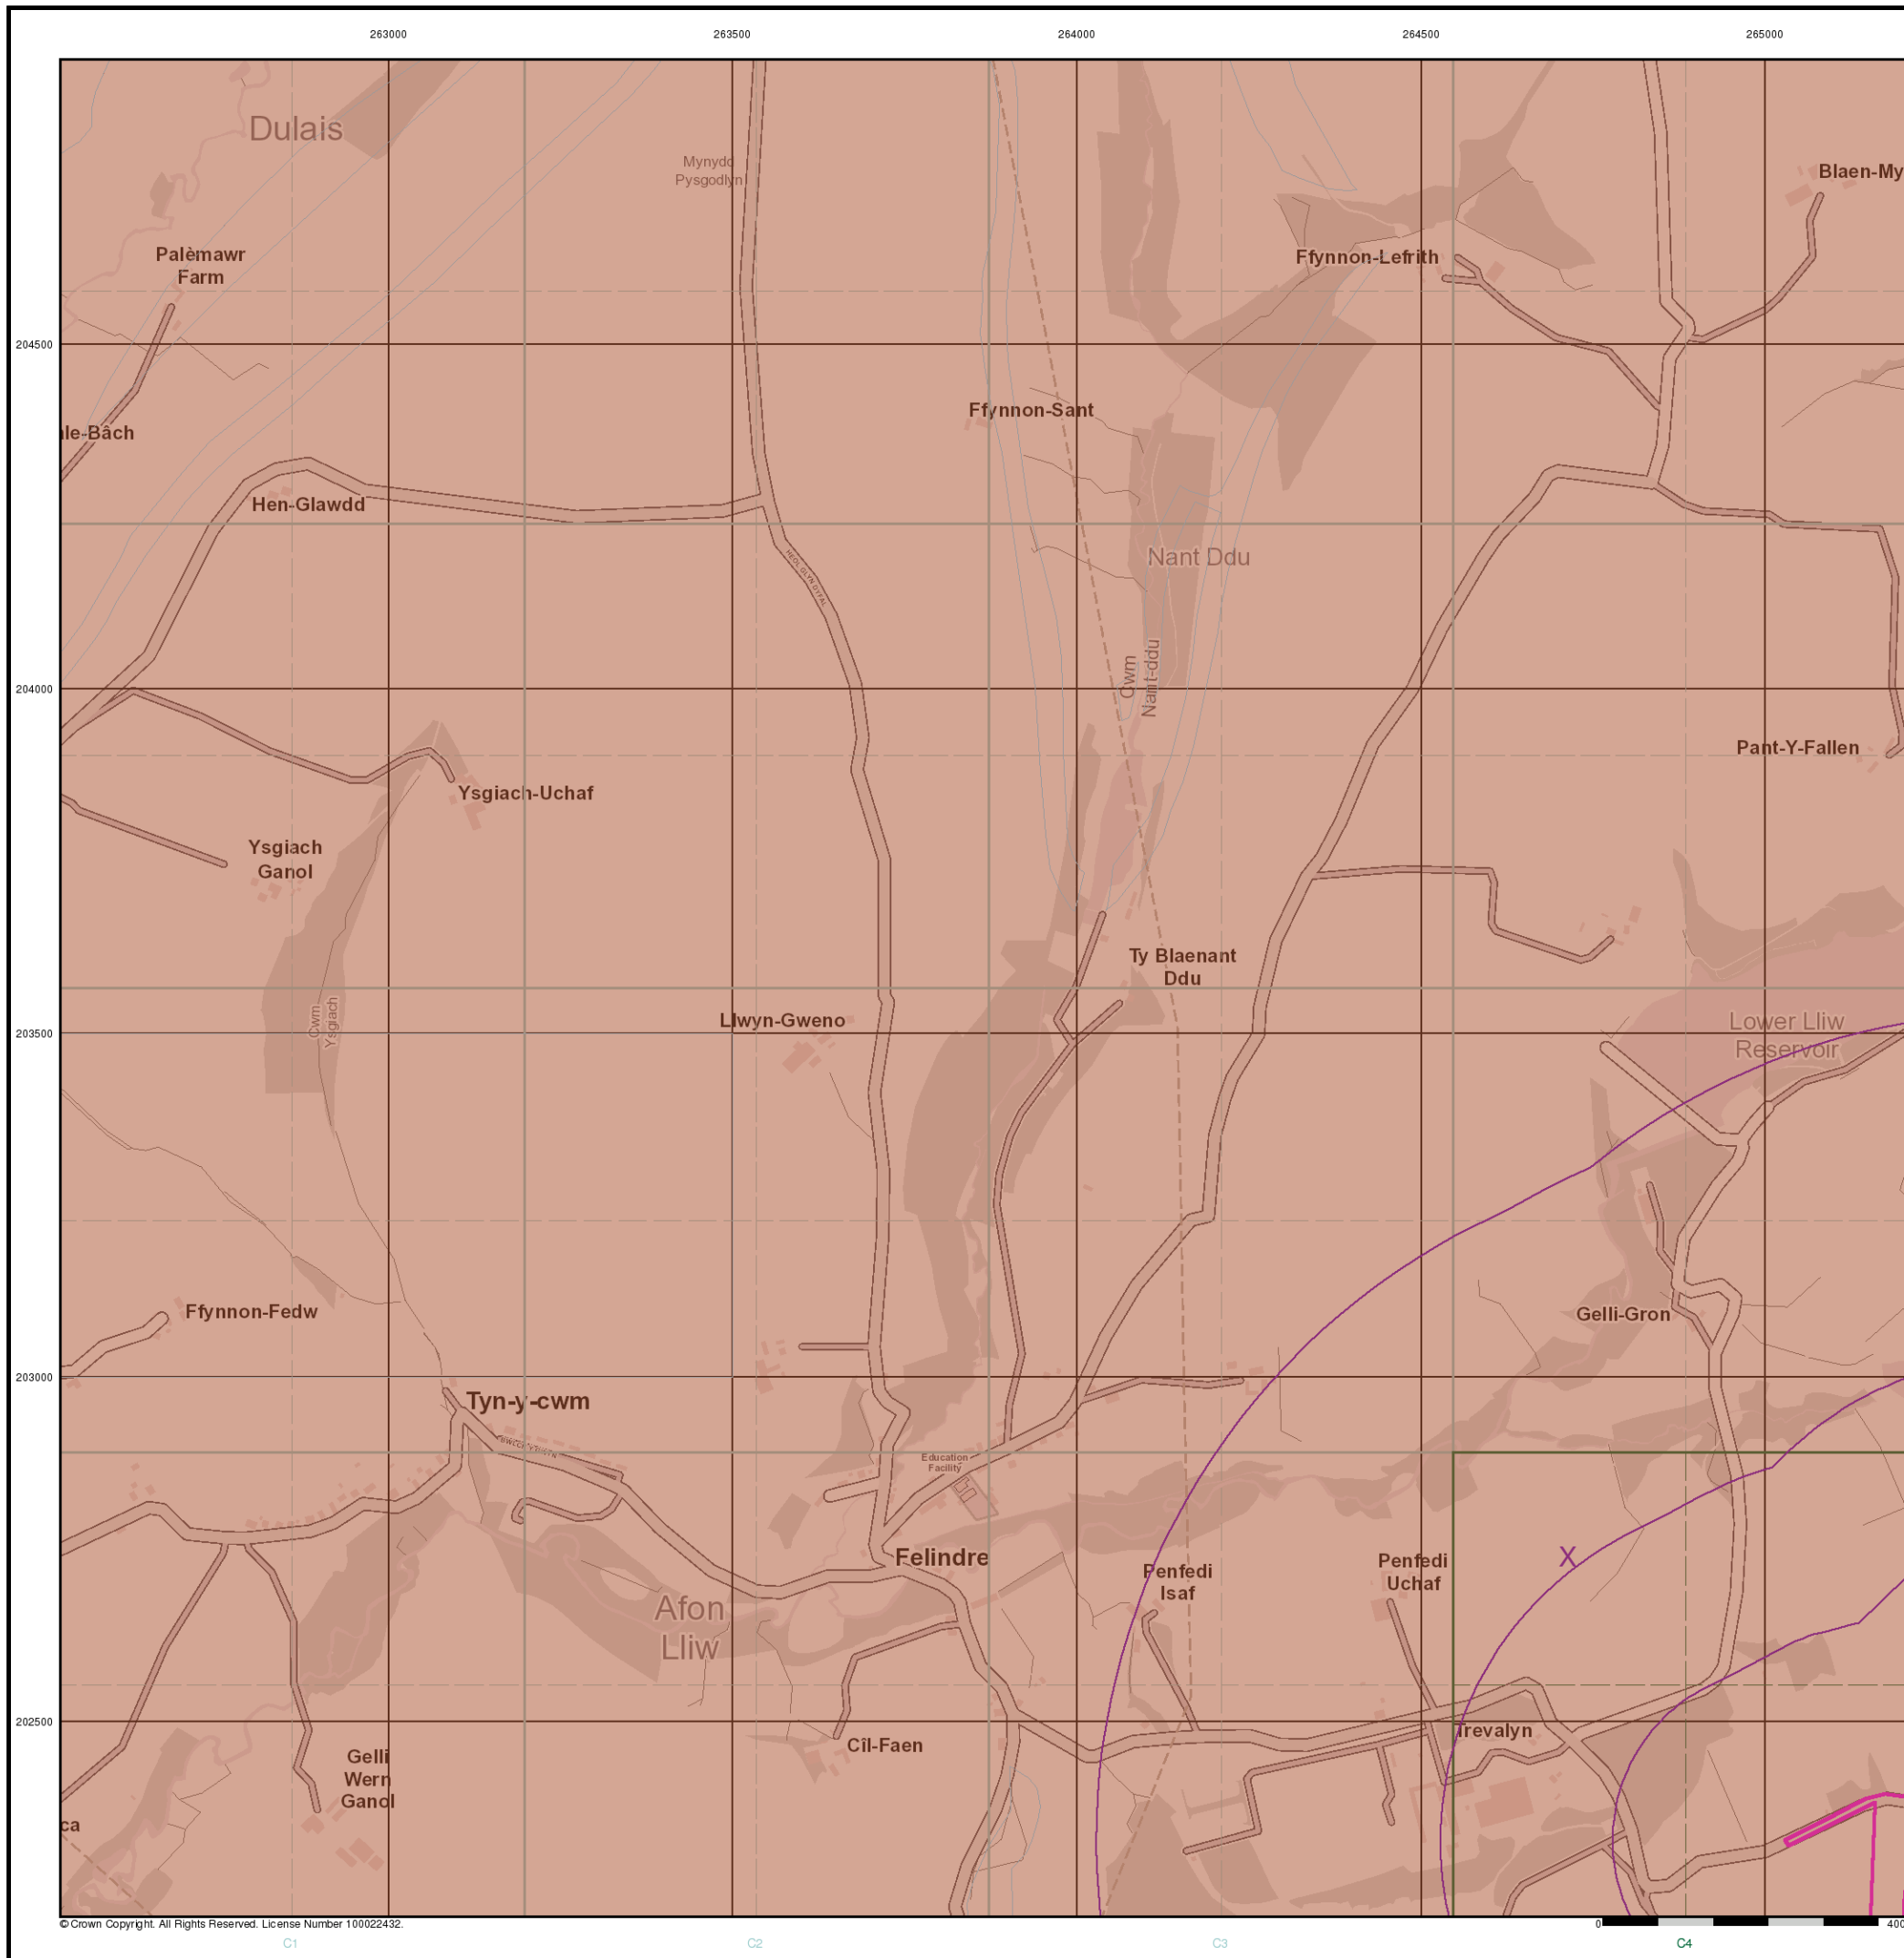 263000
263500
264000
264500
265000
Dulais
Mynydd
Pysgodlyn
Blaen-My
Palèmawr
Farm
Ffynnon-Lefrith
204500
Ffynnon-Sant
le-Bâch
Hen-Glawdd
HEOL GLYN DYFAL
Nant Ddu
Cwm
Nant-ddu
204000
Pant-Y-Fallen
Ysgiach-Uchaf
Ysgiach
Ganol
Ty Blaenant
Ddu
Cwm
Ysgiach
Llwyn-Gweno
Lower Lliw
Reservoir
203500
Ffynnon-Fedw
Gelli-Gron
203000
Tyn-y-cwm
Education
Facility
Felindre
X
Penfedi
Isaf
Penfedi
Uchaf
Afon
Lliw
202500
Trevalyn
Cîl-Faen
Gelli
Wern
Ganol
ca
© Crown Copyright. All Rights Reserved. License Number 100022432.
0
400
C1
C2
C3
C4